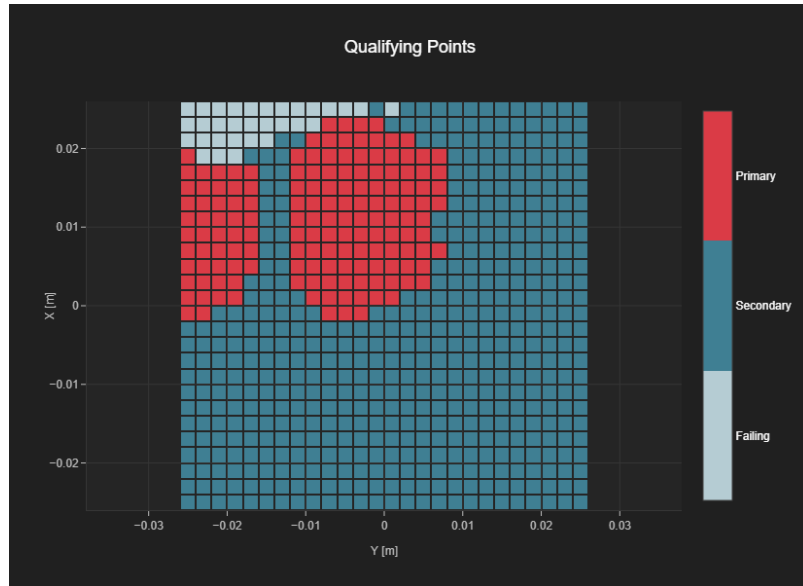 Qualifying Points
Primary
0.02
0.01
Secondary
X [m]
0
−0.01
Failing
−0.02
−0.03
−0.02
−0.01
0
0.01
0.02
0.03
Y [m]